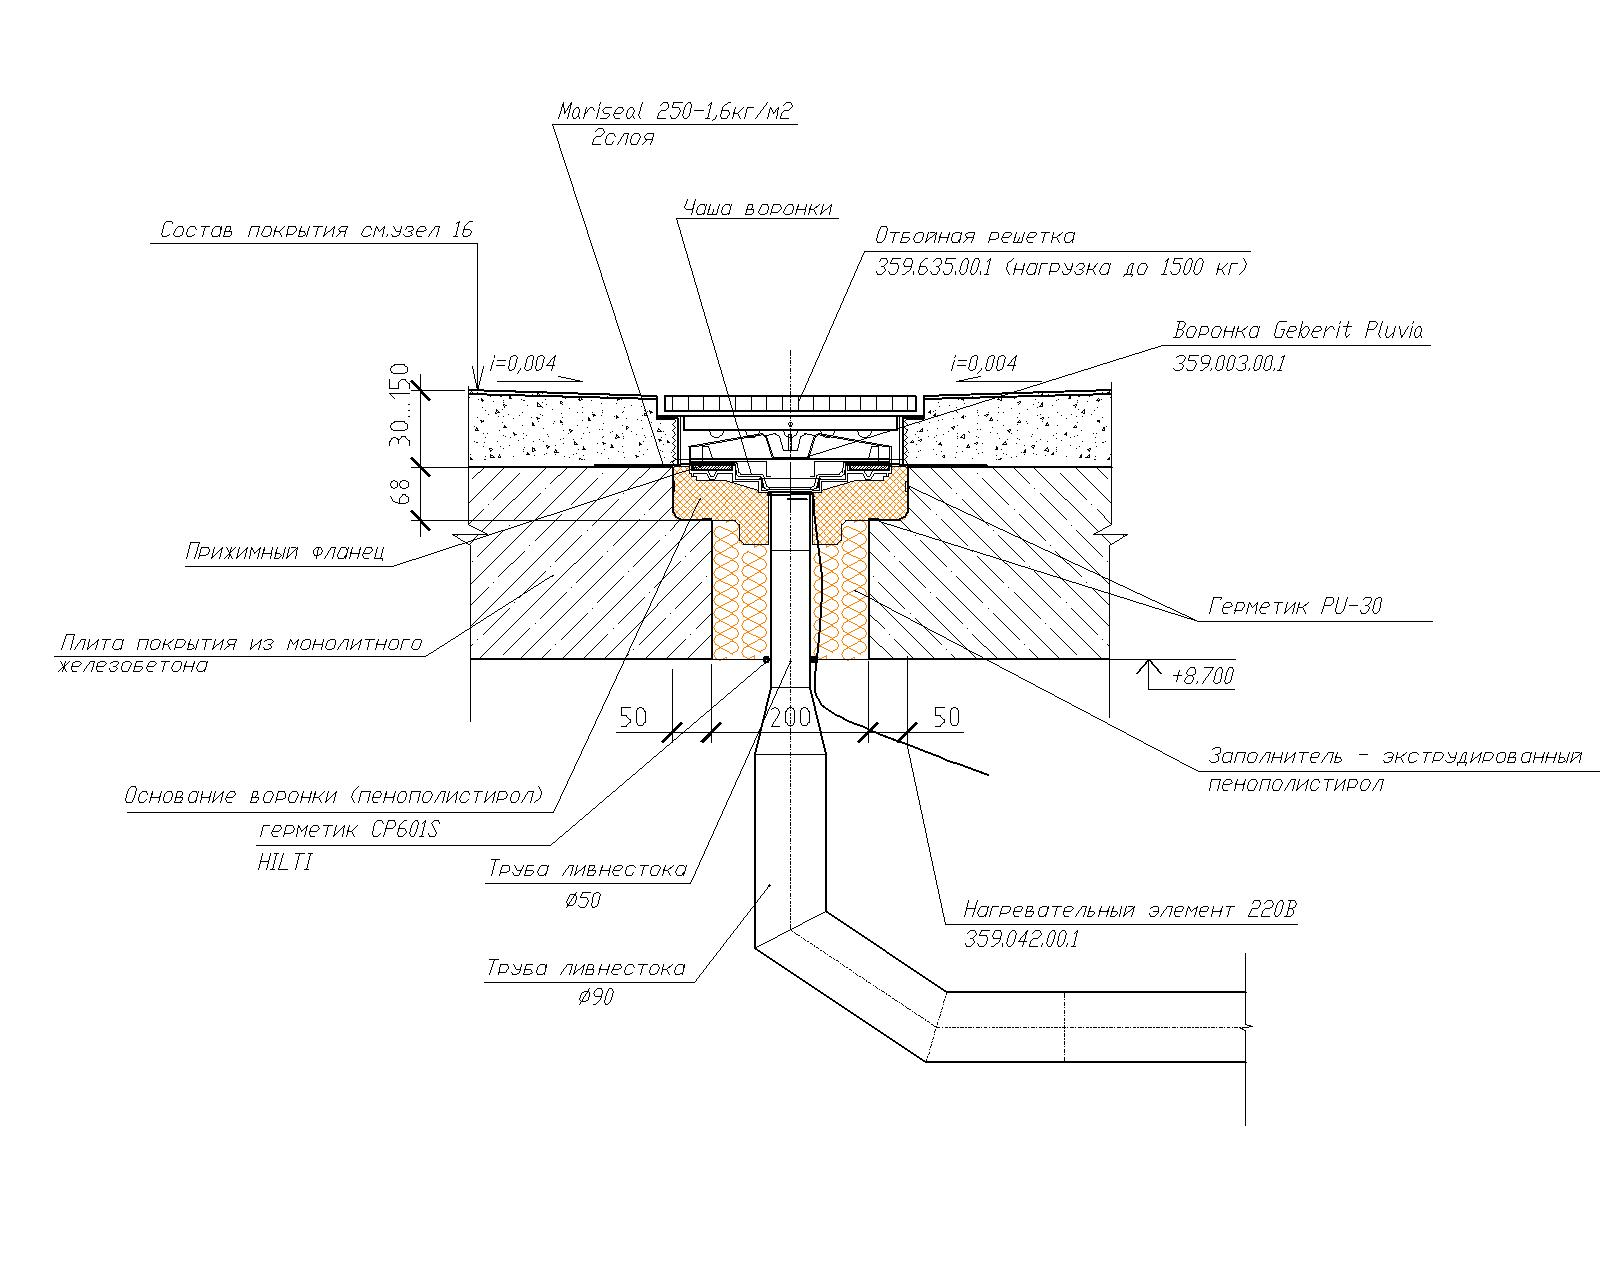 Mariseal 250-1,6кг/м2
2слоя
Чаша воронки
Состав покрытия см.узел 16
Отбойная решетка
359.635.00.1 (нагрузка до 1500 кг)
Воронка Geberit Pluvia
359.003.00.1
i=0,004
i=0,004
30...150
68
Прижимный фланец
Герметик PU-30
Плита покрытия из монолитного
железобетона
+8.700
50
200
50
Заполнитель - экструдированный
пенополистирол
Основание воронки (пенополистирол)
герметик CP601S
HILTI
Труба ливнестока
ø50
Нагревательный элемент 220В
359.042.00.1
Труба ливнестока
ø90